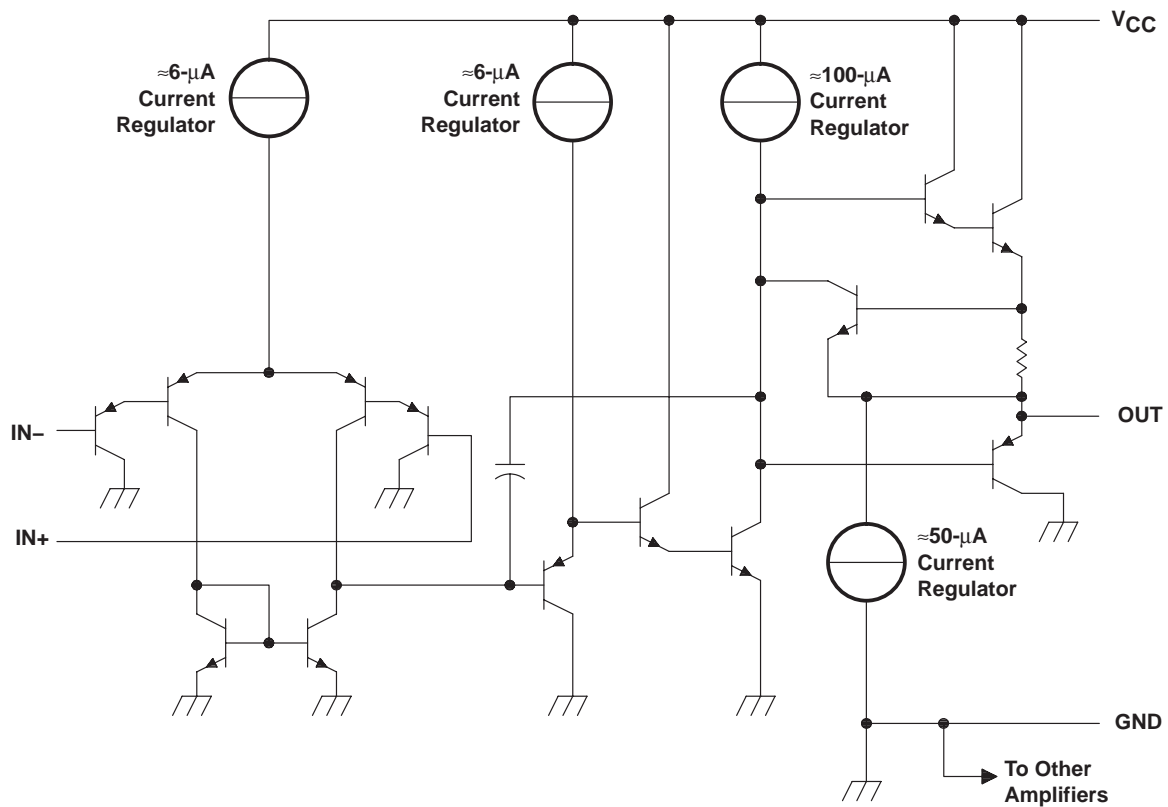 VCC
≈6-μA
Current
Regulator
≈6-μA
Current
Regulator
≈100-μA
Current
Regulator
IN−
OUT
IN+
≈50-μA
Current
Regulator
GND
To Other
Amplifiers